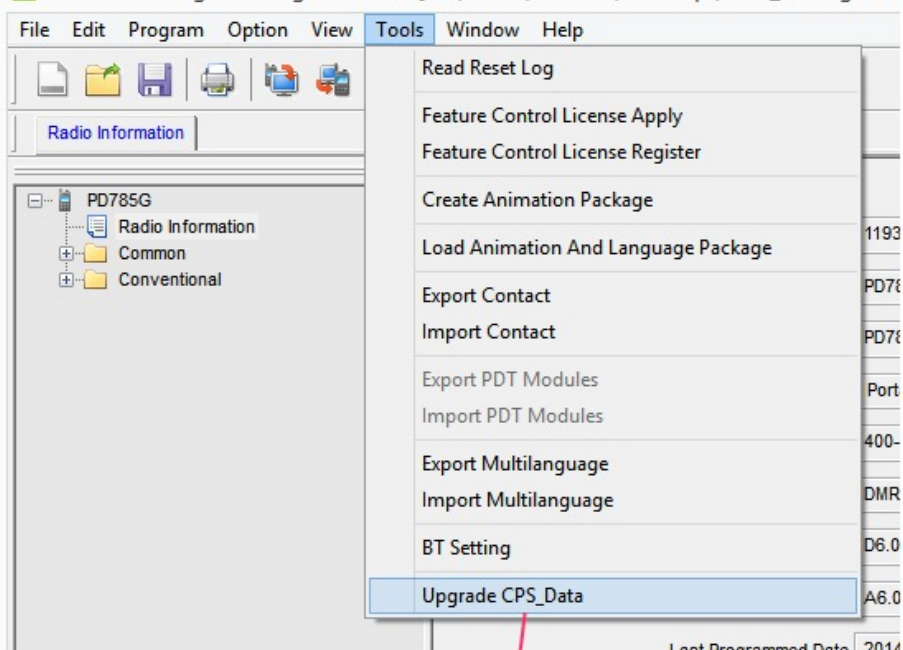 File Edit Program Option View Tools Window Help
Read Reset Log
Feature Control License Apply
Feature Control License Register
Create Animation Package
Load Animation And Language Package
Export Contact
Import Contact
Export PDT Modules
Import PDT Modules
Export Multilanguage
Import Multilanguage
BT Setting
Upgrade CPS_Data
Radio Information
PD785G
Radio Information
Common
Conventional
1193
PD78
PD78
Port
400-
DMR
D6.0
A6.0
Last Programmed Date 2014